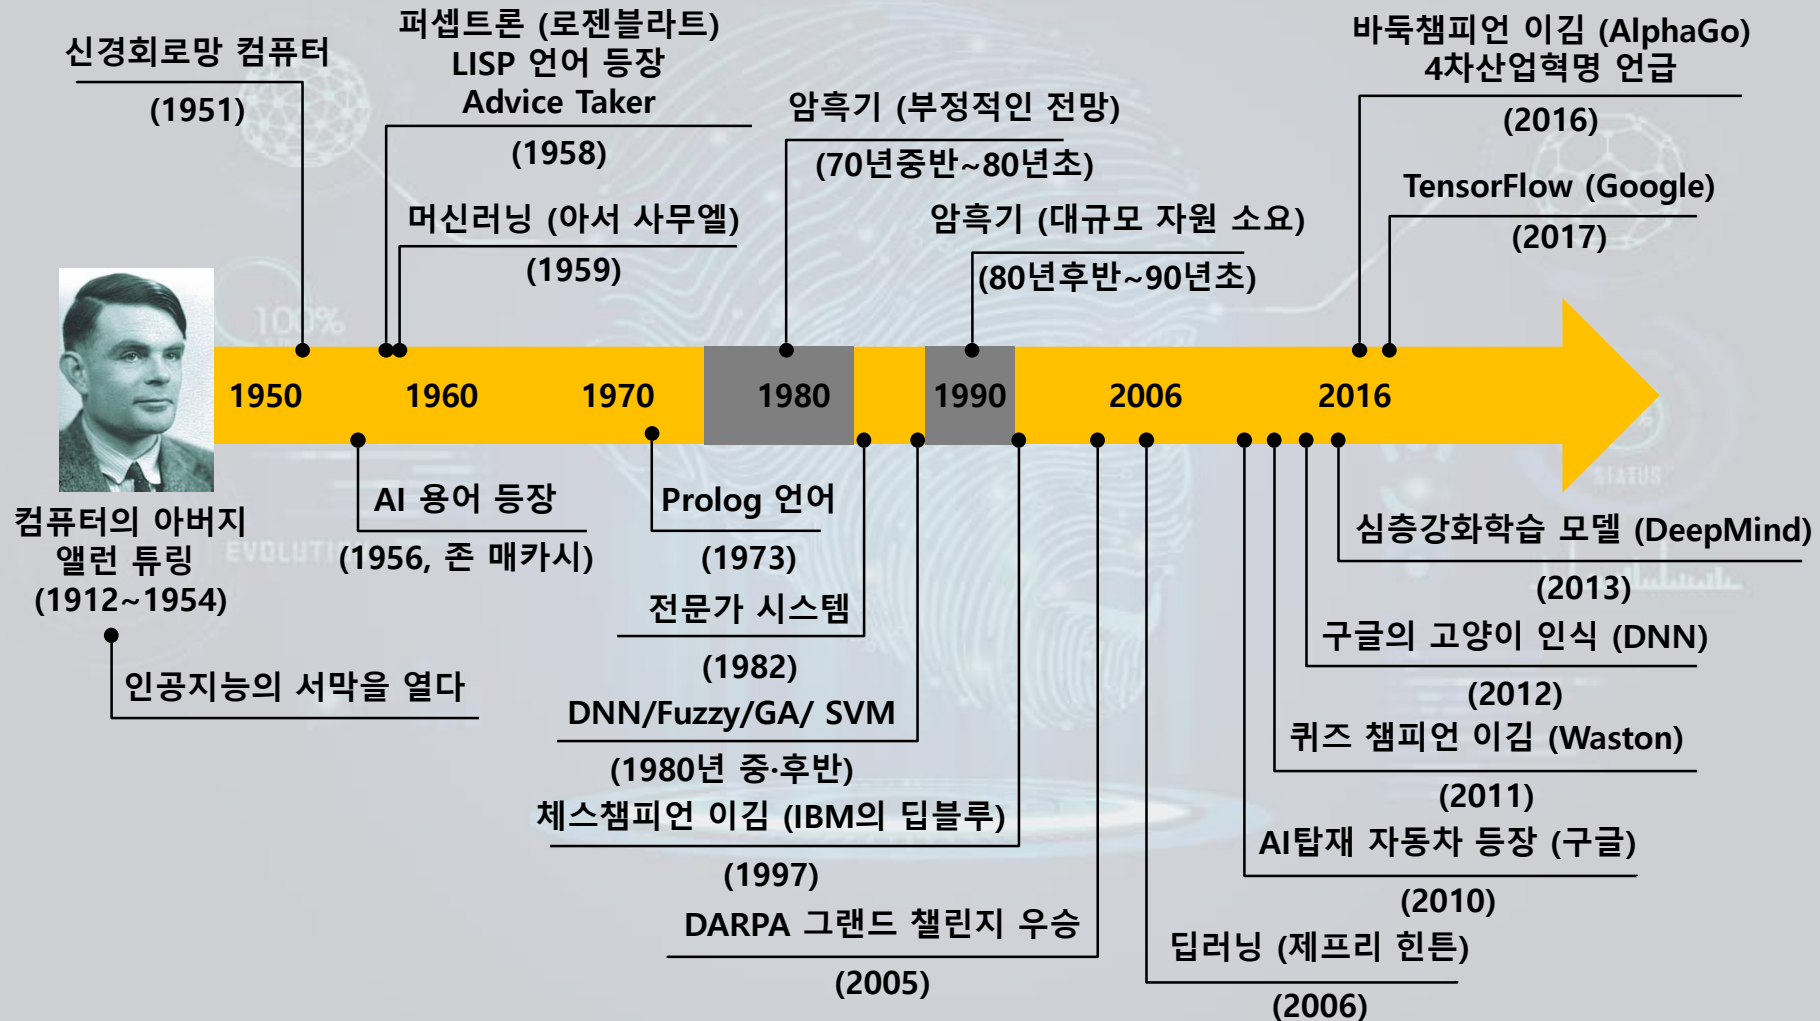 신경회로망 컴퓨터
(1951)
퍼셉트론 (로젠블라트)
LISP 언어 등장
Advice Taker
(1958)
머신러닝 (아서 사무엘)
(1959)
암흑기 (부정적인 전망)
(70년중반~80년초)
암흑기 (대규모 자원 소요)
(80년후반~90년초)
바둑챔피언 이김 (AlphaGo)
4차산업혁명 언급
(2016)
TensorFlow (Google)
(2017)
100%
1950 1960 1970 1980 1990 2006 2016
STATUS
컴퓨터의 아버지
앨런 튜링
(1912~1954)
인공지능의 서막을 열다
EVOLUTION
AI 용어 등장
(1956, 존 매카시)
Prolog 언어
(1973)
전문가 시스템
(1982)
DNN/Fuzzy/GA/ SVM
(1980년 중·후반)
체스챔피언 이김 (IBM의 딥블루)
(1997)
DARPA 그랜드 챌린지 우승
(2005)
심층강화학습 모델 (DeepMind)
(2013)
구글의 고양이 인식 (DNN)
(2012)
퀴즈 챔피언 이김 (Waston)
(2011)
AI탑재 자동차 등장 (구글)
(2010)
딥러닝 (제프리 힌튼)
(2006)